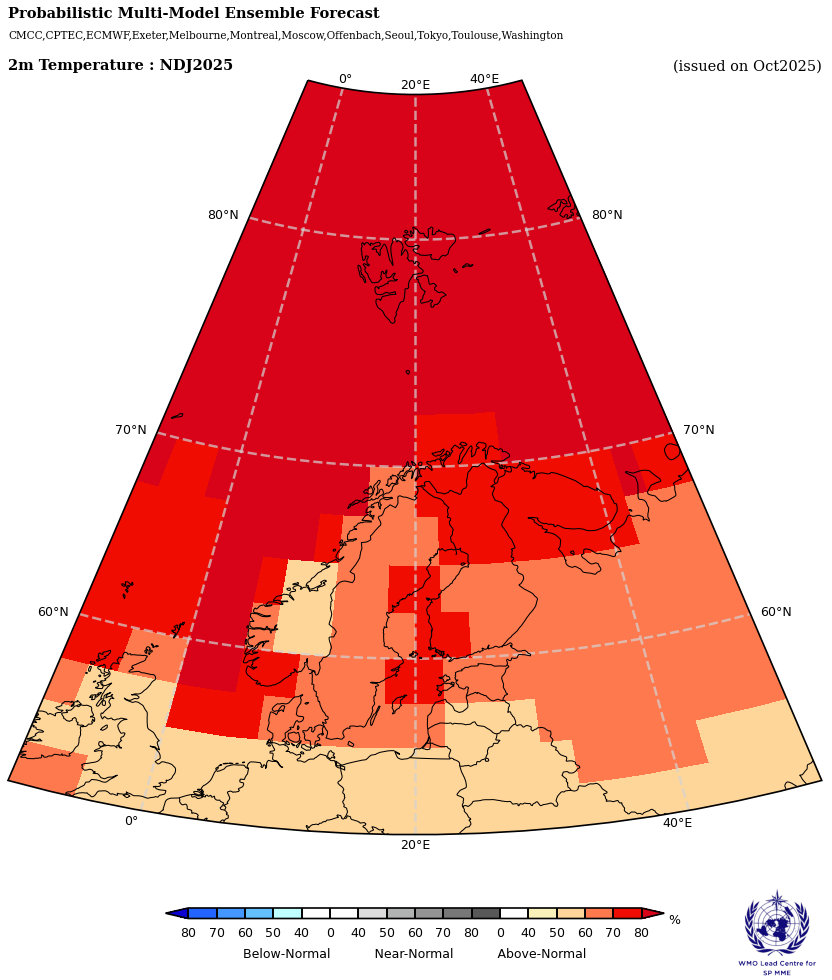 Probabilistic Multi-Model Ensemble Forecast
CMCC,CPTEC,ECMWF,Exeter,Melbourne,Montreal,Moscow,Offenbach,Seoul,Tokyo,Toulouse,Washington
2m Temperature : NDJ2025 (issued on Oct2025)
0° 20°E 40°E
80°N 80°N
70°N 70°N
60°N 60°N
0° 20°E 40°E
80 70 60 50 40 0 40 50 60 70 80 0 40 50 60 70 80 %
Below-Normal Near-Normal Above-Normal
WMO Lead Centre for
SP MME